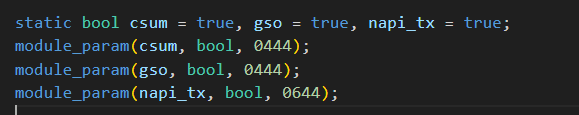 static bool csum = true, gso = true, napi_tx = true;
module_param(csum, bool, 0444);
module_param(gso, bool, 0444);
module_param(napi_tx, bool, 0644);